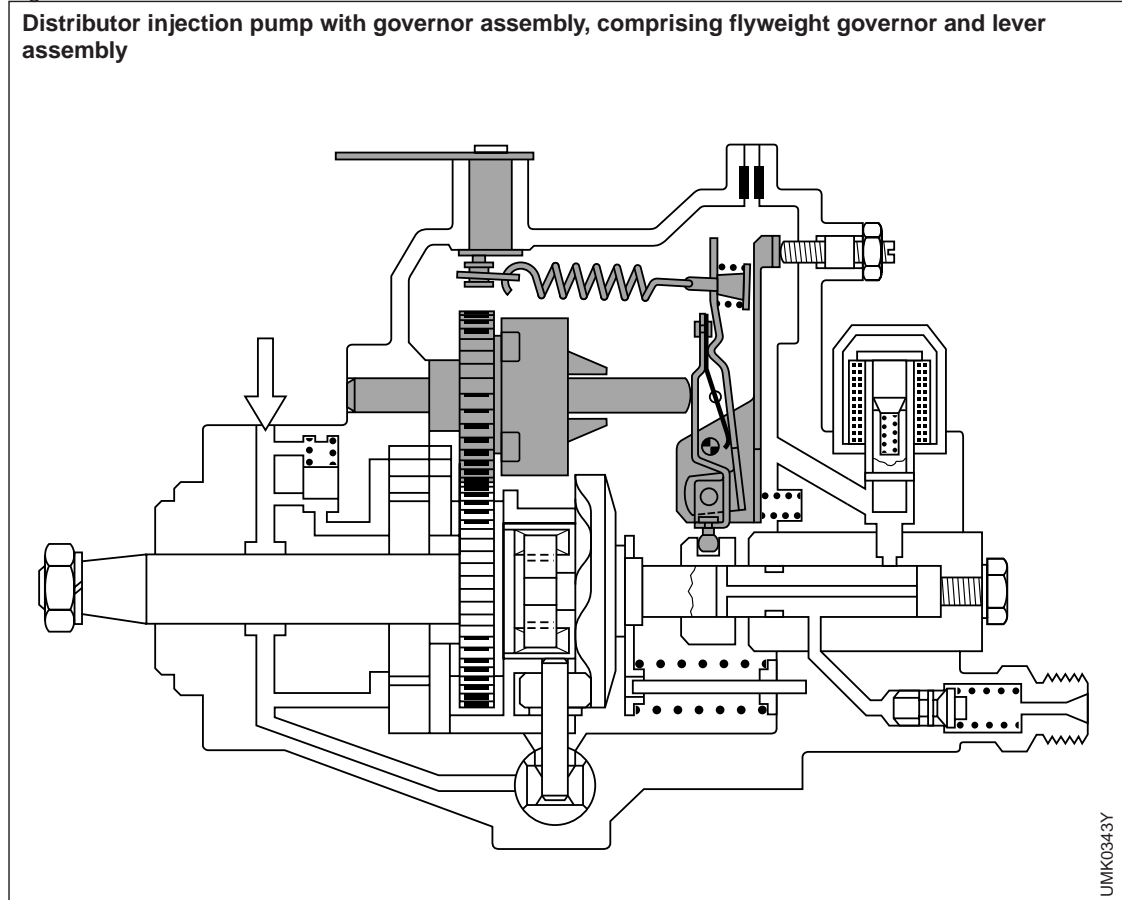 Distributor injection pump with governor assembly, comprising flyweight governor and lever
assembly
UMK0343Y